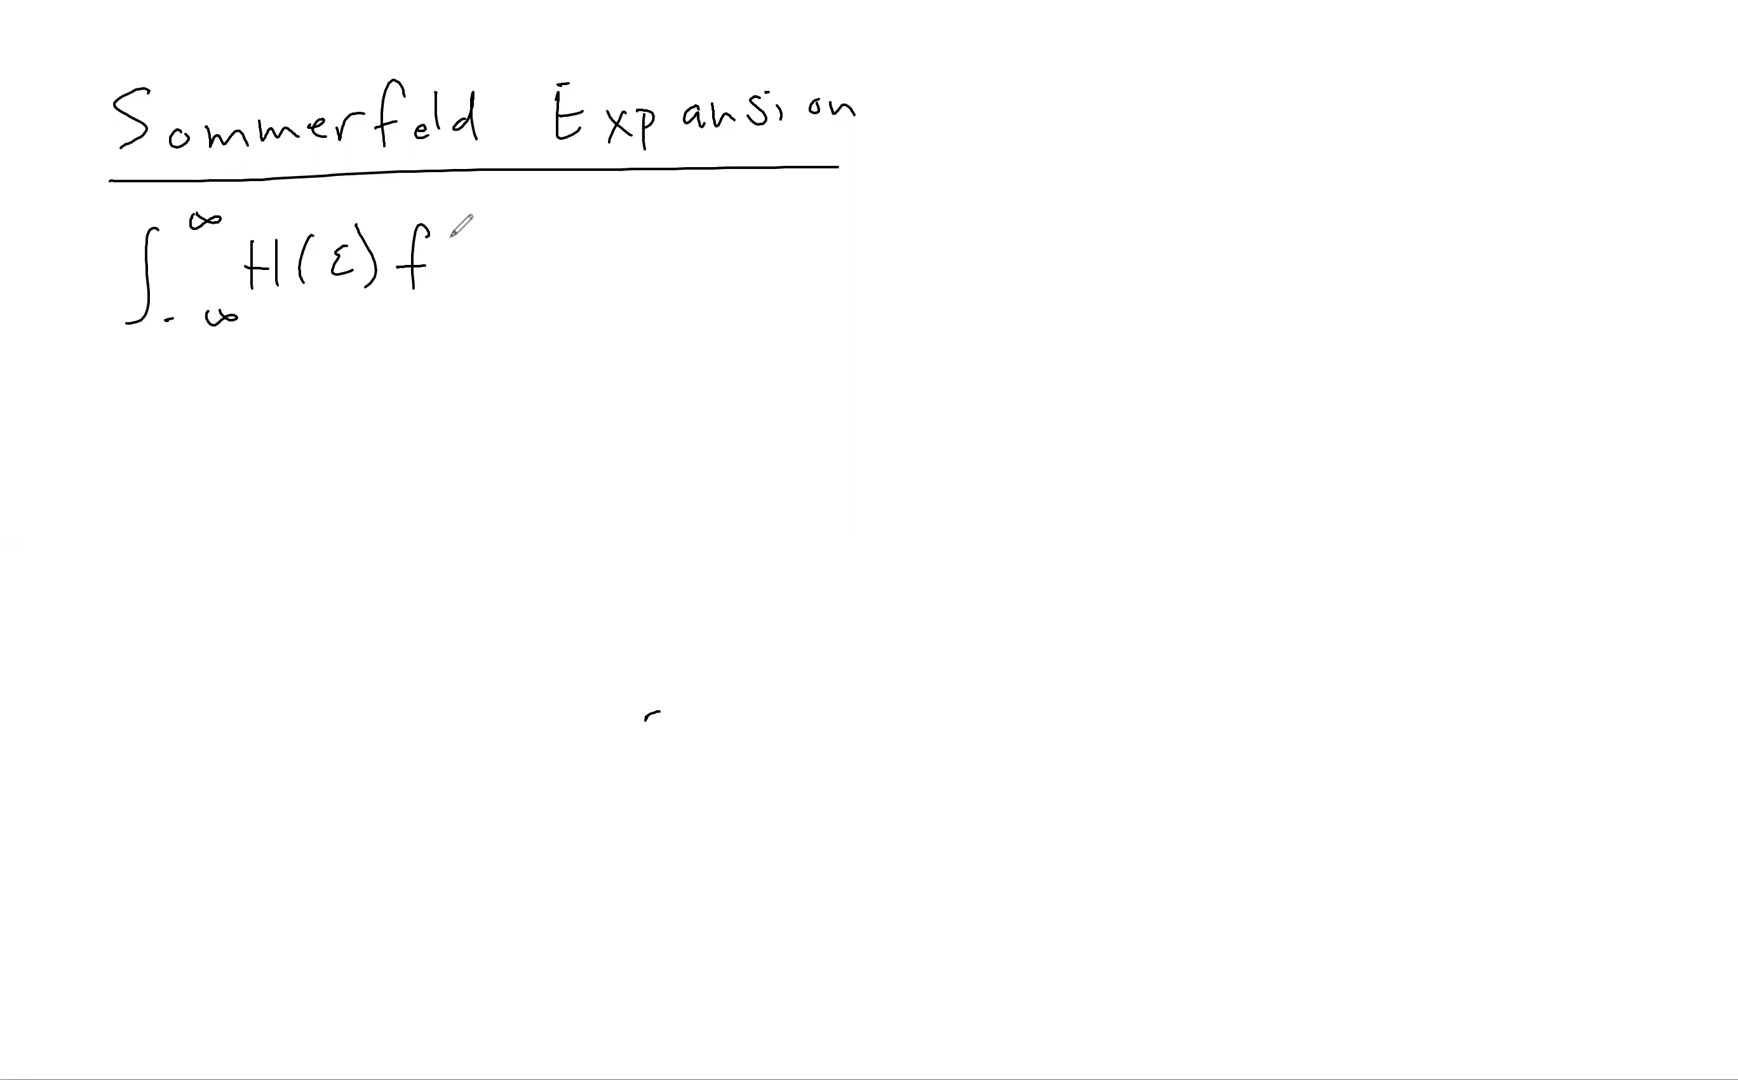 Sommerfeld Expansion
∫_{-∞}^{∞} H(ε) f